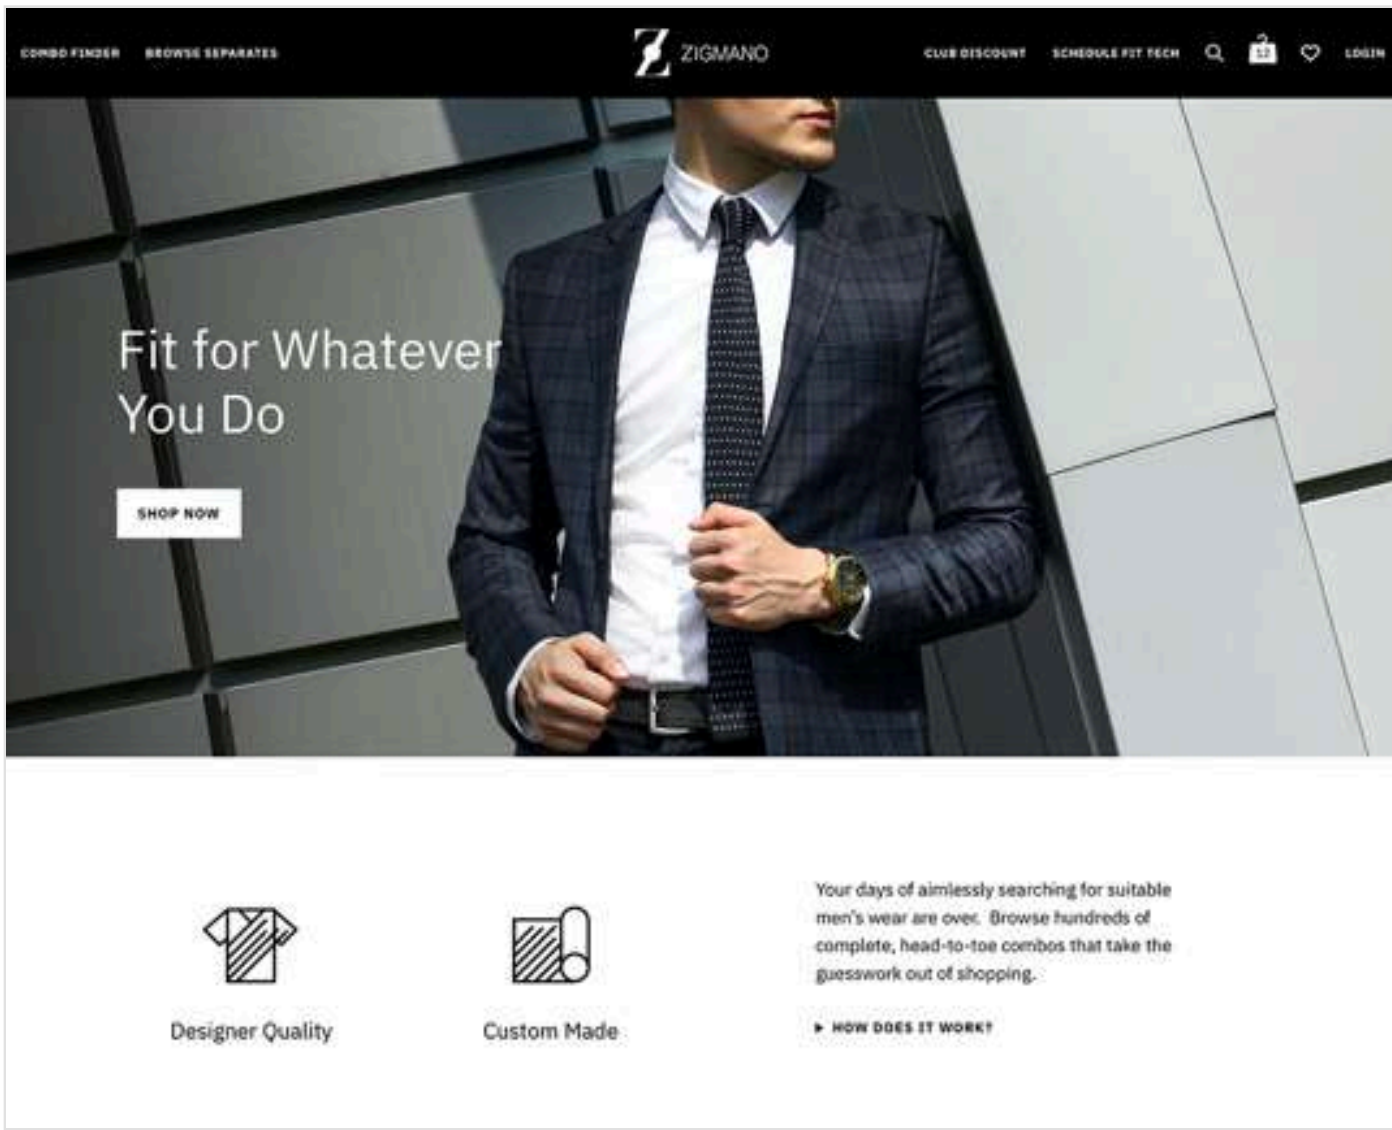 COMBO FINDER BROWSE SEPARATES ZIGMANO CLUB DISCOUNT SCHEDULE FIT TECH 12 LOGIN
Fit for Whatever
You Do
SHOP NOW
Your days of aimlessly searching for suitable
men's wear are over. Browse hundreds of
complete, head-to-toe combos that take the
guesswork out of shopping.
HOW DOES IT WORK?
Designer Quality
Custom Made